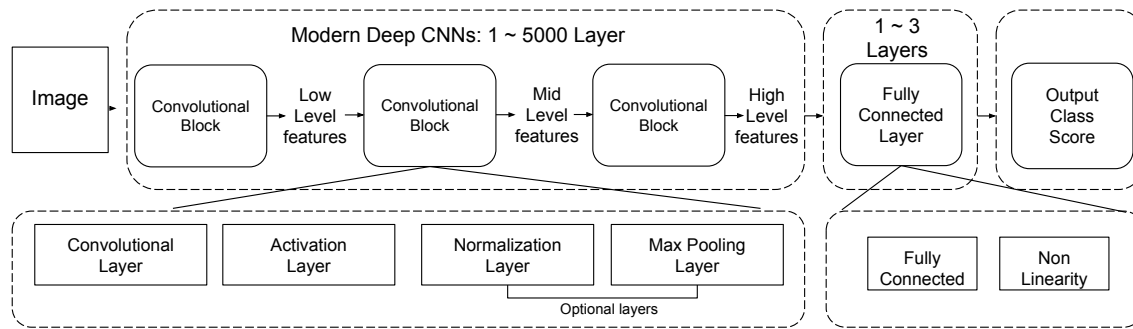 Modern Deep CNNs: 1 ~ 5000 Layer
1 ~ 3
Layers
Image
Convolutional
Block
Low
Level
features
Convolutional
Block
Mid
Level
features
Convolutional
Block
High
Level
features
Fully
Connected
Layer
Output
Class
Score
Convolutional
Layer
Activation
Layer
Normalization
Layer
Max Pooling
Layer
Optional layers
Fully
Connected
Non
Linearity